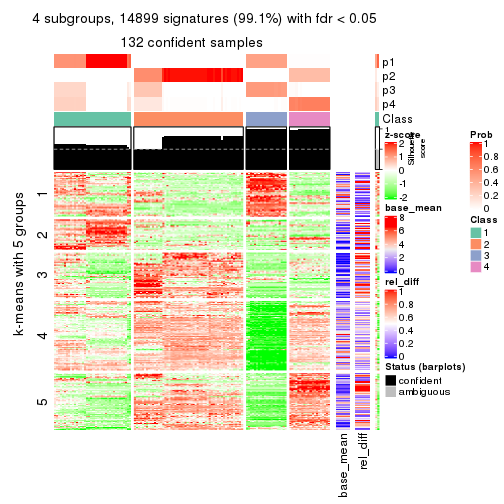 4 subgroups, 14899 signatures (99.1%) with fdr < 0.05
132 confident samples
p1
p2
p3
p4
Class
1
Silhouette
score
k-means with 5 groups
1
2
3
4
5
base_mean
rel_diff
z-score
2
1
0
-1
-2
base_mean
8
6
4
2
0
rel_diff
1
0.8
0.6
0.4
0.2
0
Status (barplots)
confident
ambiguous
Prob
1
0.8
0.6
0.4
0.2
0
Class
1
2
3
4